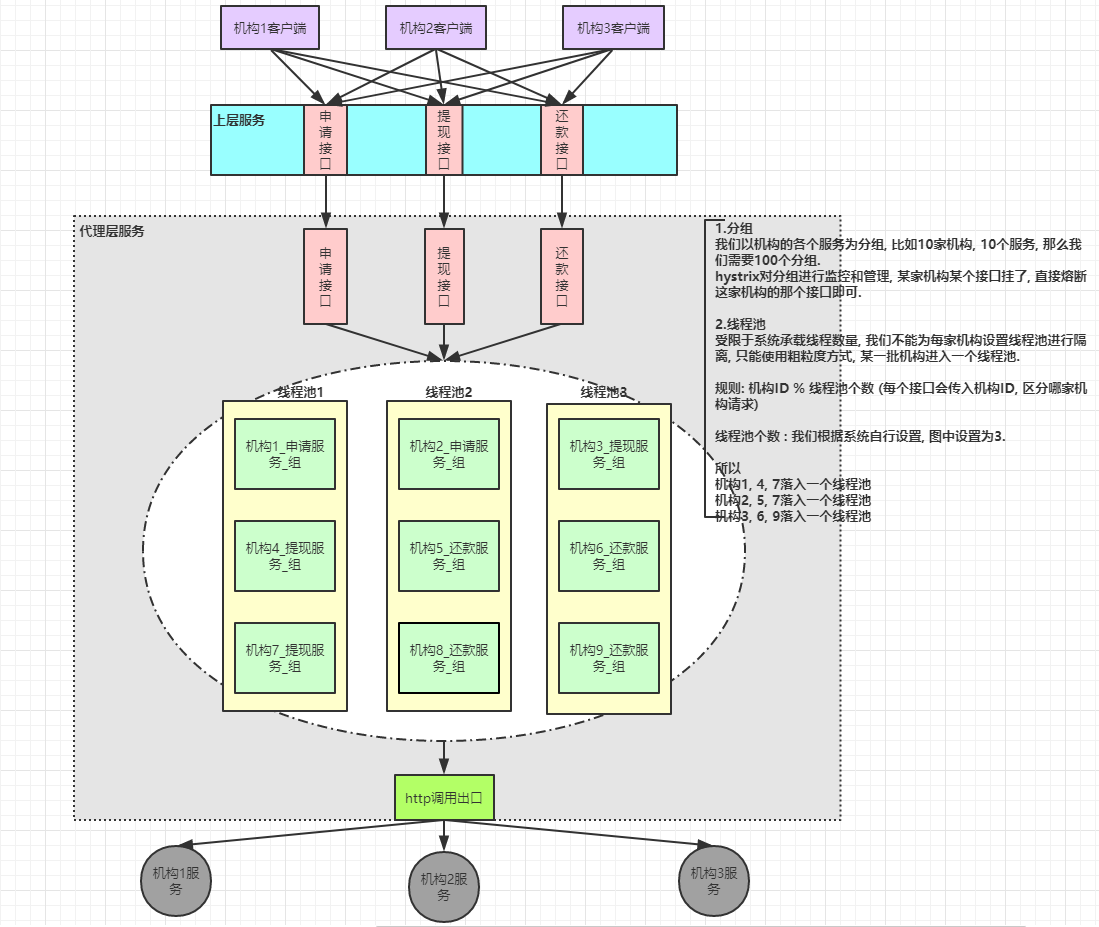 机构1客户端
机构2客户端
机构3客户端
上层服务
申
请
接
口
提
现
接
口
还
款
接
口
代理层服务
申
请
接
口
提
现
接
口
还
款
接
口
1.分组
我们以机构的各个服务为分组, 比如10家机构, 10个服务, 那么我
们需要100个分组.
hystrix对分组进行监控和管理, 某家机构某个接口挂了, 直接熔断
这家机构的那个接口即可.
2.线程池
受限于系统承载线程数量, 我们不能为每家机构设置线程池进行隔
离, 只能使用粗粒度方式, 某一批机构进入一个线程池.
规则: 机构ID % 线程池个数 (每个接口会传入机构ID, 区分哪家机
构请求)
线程池个数 : 我们根据系统自行设置, 图中设置为3.
所以
机构1, 4, 7落入一个线程池
机构2, 5, 7落入一个线程池
机构3, 6, 9落入一个线程池
线程池1
机构1_申请服
务_组
机构4_提现服
务_组
机构7_提现服
务_组
线程池2
机构2_申请服
务_组
机构5_还款服
务_组
机构8_还款服
务_组
线程池3
机构3_提现服
务_组
机构6_还款服
务_组
机构9_还款服
务_组
http调用出口
机构1服
务
机构2服
务
机构3服
务